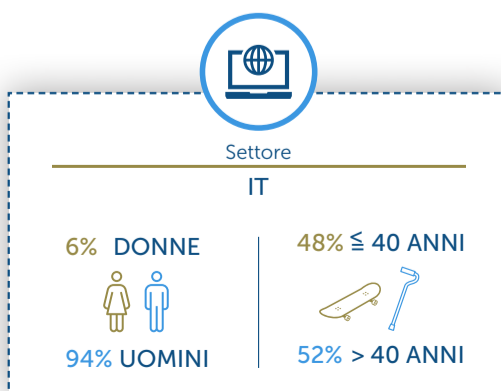 Settore
IT
6% DONNE
94% UOMINI
48% ≦ 40 ANNI
52% > 40 ANNI